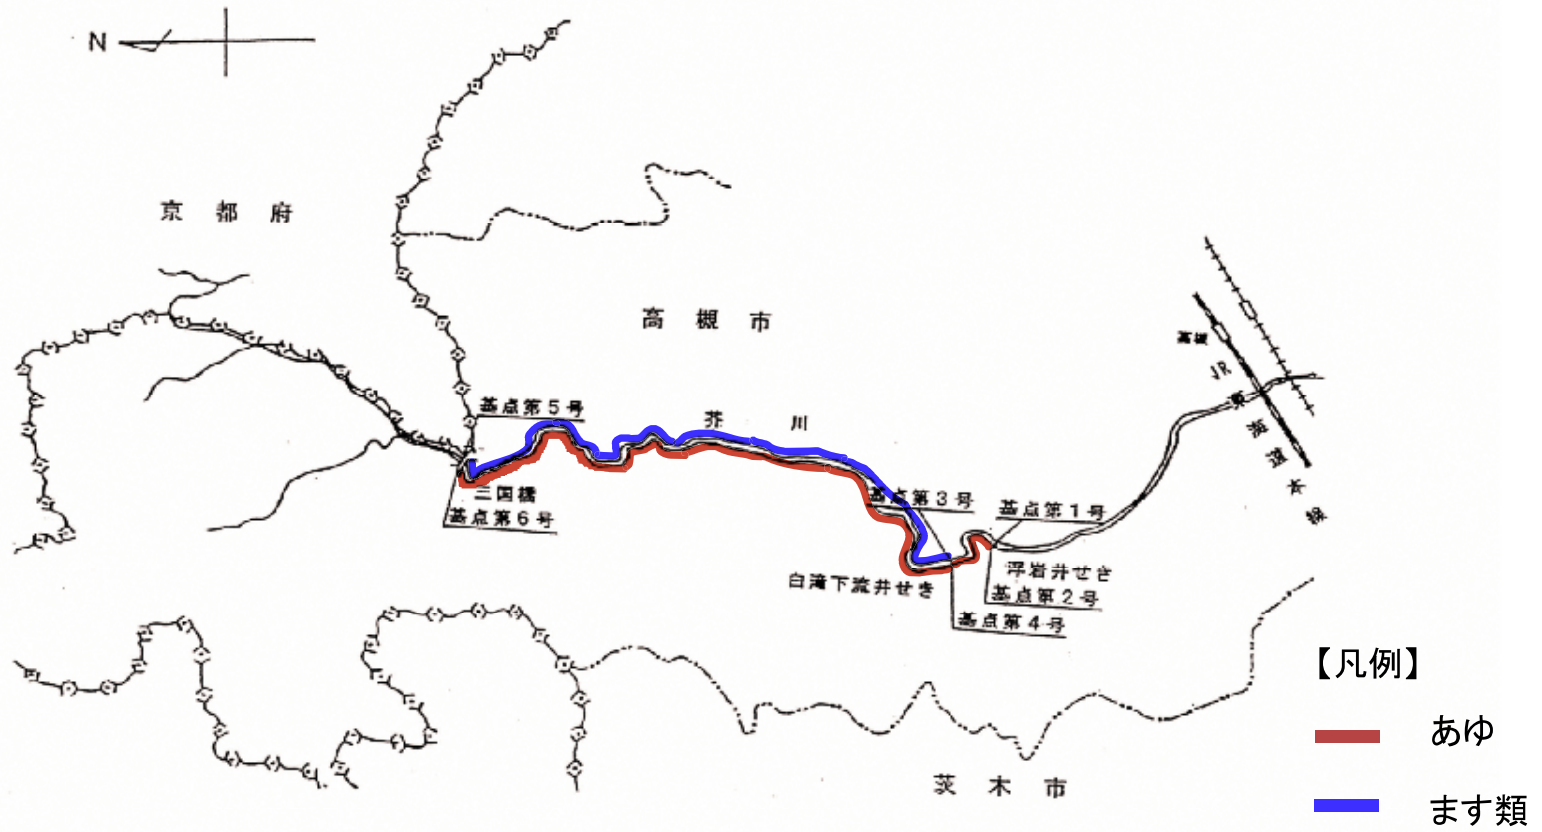 N
京都府
高槻市
高槻
JR
東海道本線
基点第5号
芥川
三国橋
基点第6号
基点第3号
基点第1号
浮岩井せき
基点第2号
白滝下流井せき
基点第4号
【凡例】
あゆ
ます類
茨木市